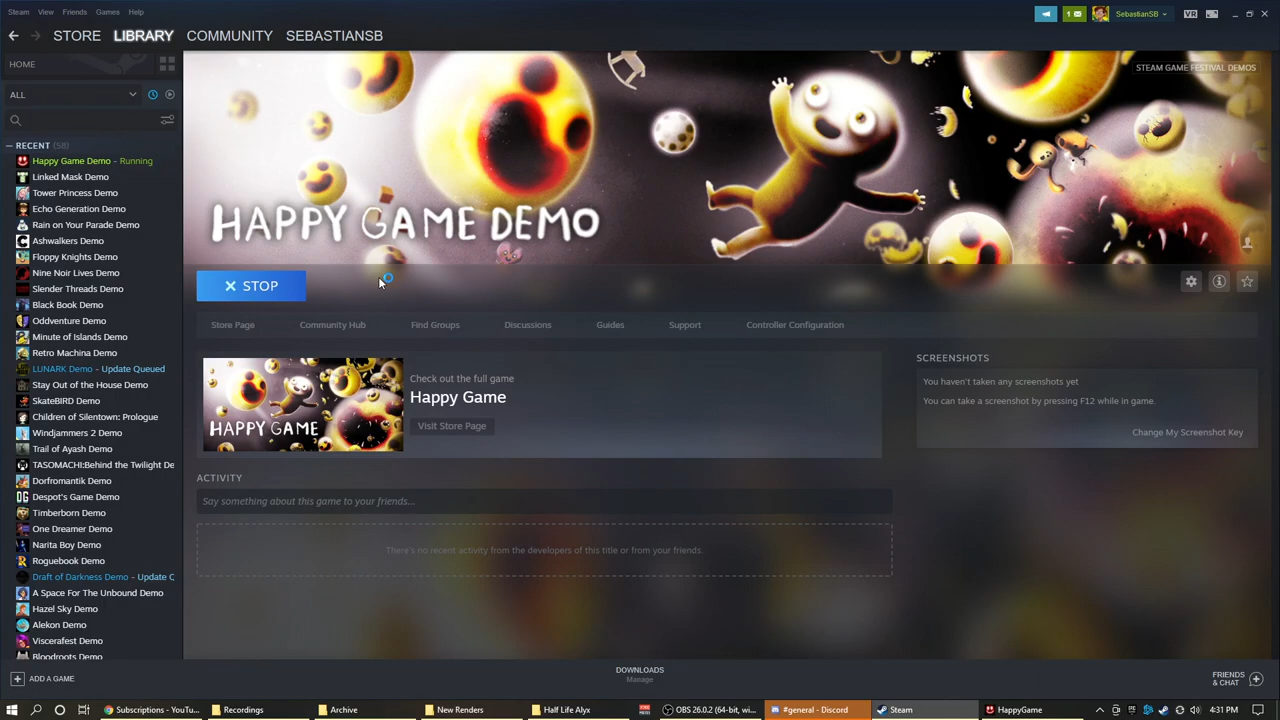 Steam View Friends Games Help
1 SebastianSB VR
STORE LIBRARY COMMUNITY SEBASTIANSB
HOME
STEAM GAME FESTIVAL DEMOS
ALL
RECENT (58)
Happy Game Demo - Running
Linked Mask Demo
Tower Princess Demo
Echo Generation Demo
Rain on Your Parade Demo
Ashwalkers Demo
Floppy Knights Demo
Nine Noir Lives Demo
Slender Threads Demo
Black Book Demo
Oddventure Demo
Minute of Islands Demo
Retro Machina Demo
LUNARK Demo - Update Queued
Stay Out of the House Demo
SkateBIRD Demo
Children of Silentown: Prologue
Windjammers 2 Demo
Trail of Ayash Demo
TASOMACHI:Behind the Twilight De
Dorfromantik Demo
Despot's Game Demo
Timberborn Demo
One Dreamer Demo
Narita Boy Demo
Roguebook Demo
Draft of Darkness Demo - Update Q
A Space For The Unbound Demo
Hazel Sky Demo
Alekon Demo
Viscerafest Demo
Bloodroots Demo
HAPPY GAME DEMO
STOP
Store Page Community Hub Find Groups Discussions Guides Support Controller Configuration
HAPPY GAME
Check out the full game
Happy Game
Visit Store Page
SCREENSHOTS
You haven't taken any screenshots yet
You can take a screenshot by pressing F12 while in game.
Change My Screenshot Key
ACTIVITY
Say something about this game to your friends...
There's no recent activity from the developers of this title or from your friends.
ADD A GAME
DOWNLOADS
Manage
FRIENDS
& CHAT
Subscriptions - YouTu... Recordings Archive New Renders Half Life Alyx OBS 26.0.2 (64-bit, wi... #general - Discord Steam HappyGame 4:31 PM